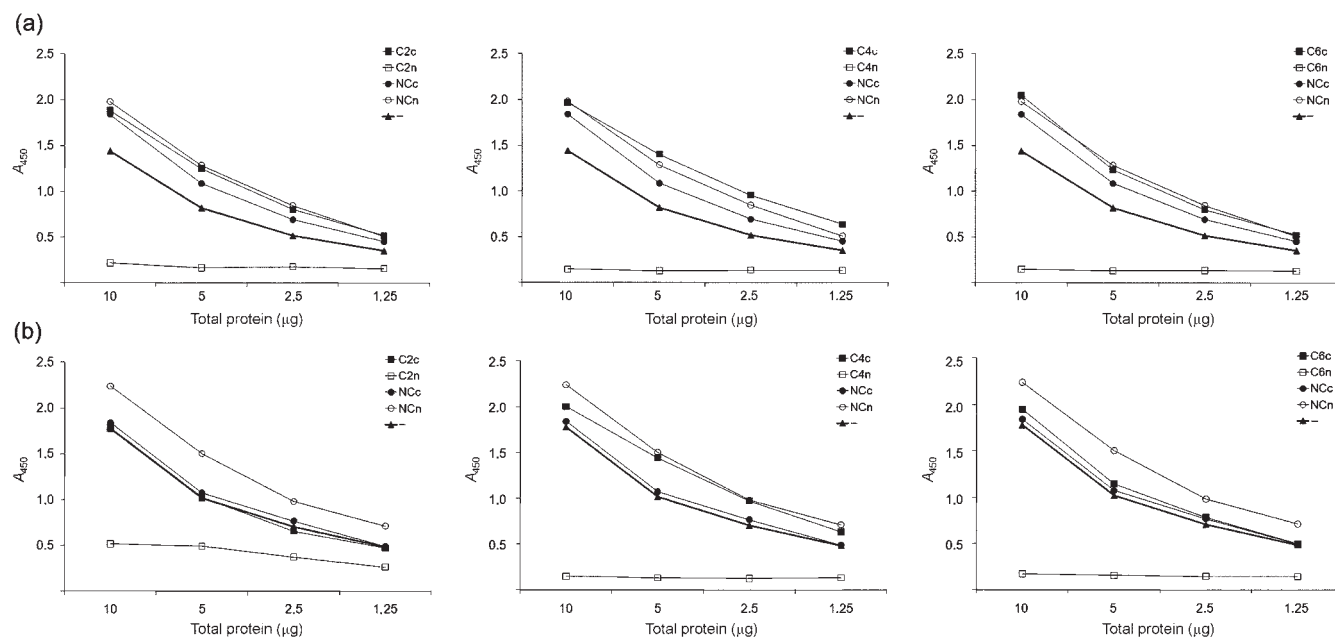 (a)
2.5
2.0
1.5
1.0
0.5
A450
10 5 2.5 1.25
Total protein (μg)
C2c
C2n
NCc
NCn
–
2.5
2.0
1.5
1.0
0.5
A450
10 5 2.5 1.25
Total protein (μg)
C4c
C4n
NCc
NCn
–
2.5
2.0
1.5
1.0
0.5
A450
10 5 2.5 1.25
Total protein (μg)
C6c
C6n
NCc
NCn
–
(b)
2.5
2.0
1.5
1.0
0.5
A450
10 5 2.5 1.25
Total protein (μg)
C2c
C2n
NCc
NCn
–
2.5
2.0
1.5
1.0
0.5
A450
10 5 2.5 1.25
Total protein (μg)
C4c
C4n
NCc
NCn
–
2.5
2.0
1.5
1.0
0.5
A450
10 5 2.5 1.25
Total protein (μg)
C6c
C6n
NCc
NCn
–